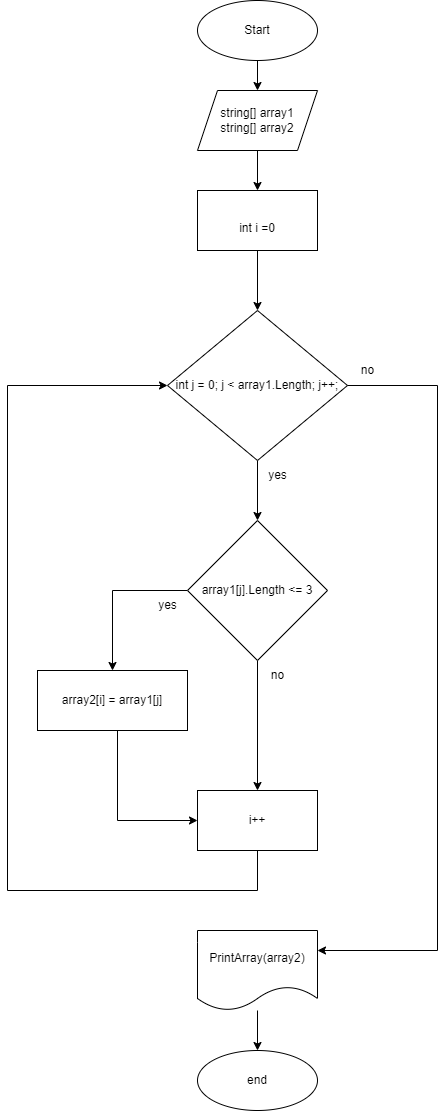 Start
string[] array1
string[] array2
int i =0
int j = 0; j < array1.Length; j++;
no
yes
array1[j].Length <= 3
yes
no
array2[i] = array1[j]
i++
PrintArray(array2)
end